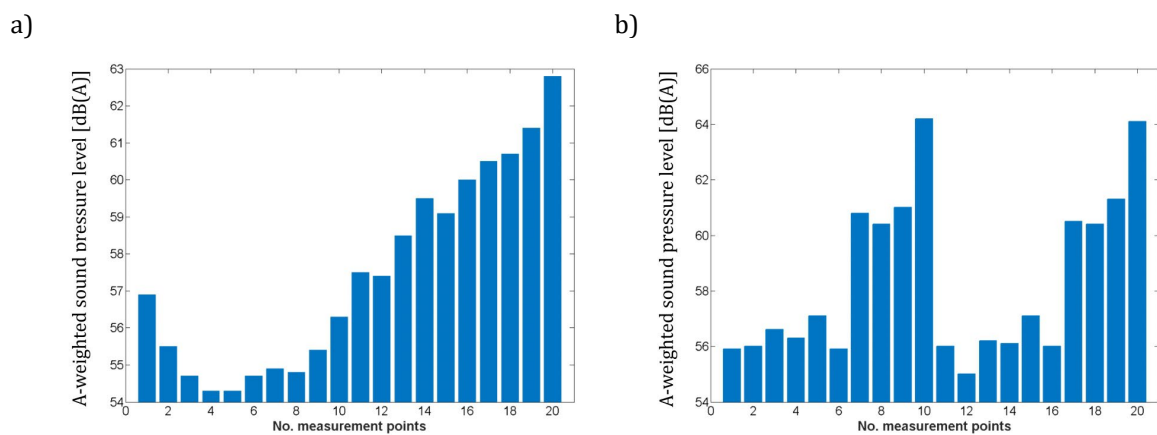 a)
b)
A-weighted sound pressure level [dB(A)]
63
62
61
60
59
58
57
56
55
54
0 2 4 6 8 10 12 14 16 18 20
No. measurement points
A-weighted sound pressure level [dB(A)]
66
64
62
60
58
56
54
0 2 4 6 8 10 12 14 16 18 20
No. measurement points